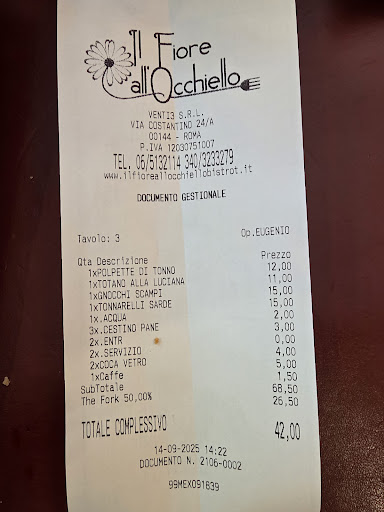 Il Fiore
all'Occhiello
VENTI3 S.R.L.
VIA COSTANTINO 24/A
00144 - ROMA
P.IVA 12030751007
TEL. 06/5132114 340/3233279
www.ilfioreallocchiellobistrot.it
DOCUMENTO GESTIONALE
Tavolo: 3 Op.EUGENIO
Qta Descrizione Prezzo
1xPOLPETTE DI TONNO 12,00
1xTOTANO ALLA LUCIANA 11,00
1xGNOCCHI SCAMPI 15,00
1xTONNARELLI SARDE 15,00
1x.ACQUA 2,00
3x.CESTINO PANE 3,00
2x.ENTR 0,00
2x.SERVIZIO 4,00
2xCOCA VETRO 5,00
1xCaffe 1,50
SubTotale 68,50
The Fork 50,00% 26,50
TOTALE COMPLESSIVO 42,00
14-09-2025 14:22
DOCUMENTO N. 2106-0002
99MEX091839